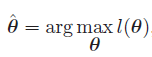 θ̂ = arg max l(θ)
θ